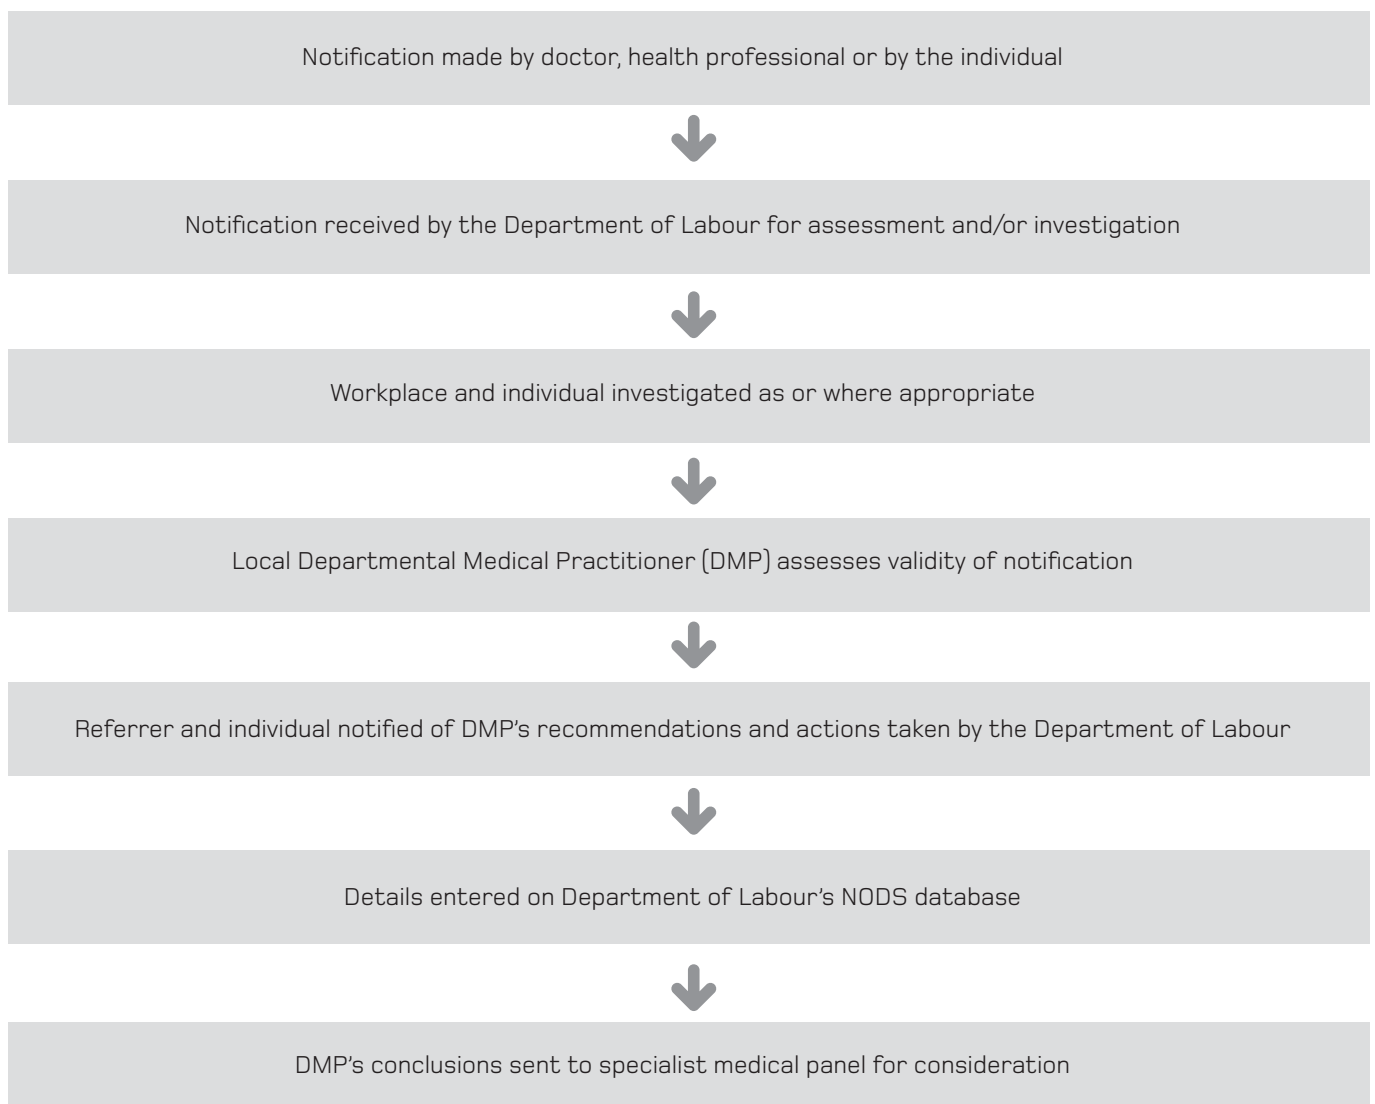 Notification made by doctor, health professional or by the individual
Notification received by the Department of Labour for assessment and/or investigation
Workplace and individual investigated as or where appropriate
Local Departmental Medical Practitioner (DMP) assesses validity of notification
Referrer and individual notified of DMP's recommendations and actions taken by the Department of Labour
Details entered on Department of Labour's NODS database
DMP's conclusions sent to specialist medical panel for consideration